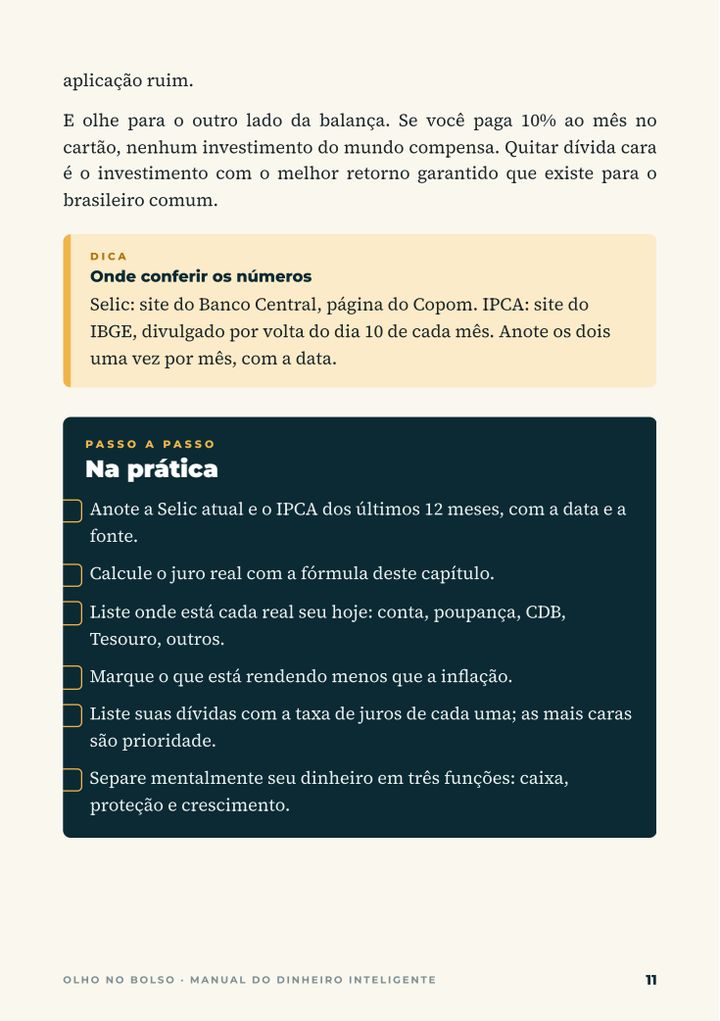 aplicação ruim.
E olhe para o outro lado da balança. Se você paga 10% ao mês no
cartão, nenhum investimento do mundo compensa. Quitar dívida cara
é o investimento com o melhor retorno garantido que existe para o
brasileiro comum.
DICA
Onde conferir os números
Selic: site do Banco Central, página do Copom. IPCA: site do
IBGE, divulgado por volta do dia 10 de cada mês. Anote os dois
uma vez por mês, com a data.
PASSO A PASSO
Na prática
Anote a Selic atual e o IPCA dos últimos 12 meses, com a data e a
fonte.
Calcule o juro real com a fórmula deste capítulo.
Liste onde está cada real seu hoje: conta, poupança, CDB,
Tesouro, outros.
Marque o que está rendendo menos que a inflação.
Liste suas dívidas com a taxa de juros de cada uma; as mais caras
são prioridade.
Separe mentalmente seu dinheiro em três funções: caixa,
proteção e crescimento.
OLHO NO BOLSO · MANUAL DO DINHEIRO INTELIGENTE 11